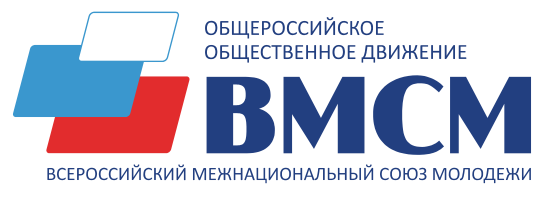 ОБЩЕРОССИЙСКОЕ
ОБЩЕСТВЕННОЕ ДВИЖЕНИЕ
ВМСМ
ВСЕРОССИЙСКИЙ МЕЖНАЦИОНАЛЬНЫЙ СОЮЗ МОЛОДЕЖИ